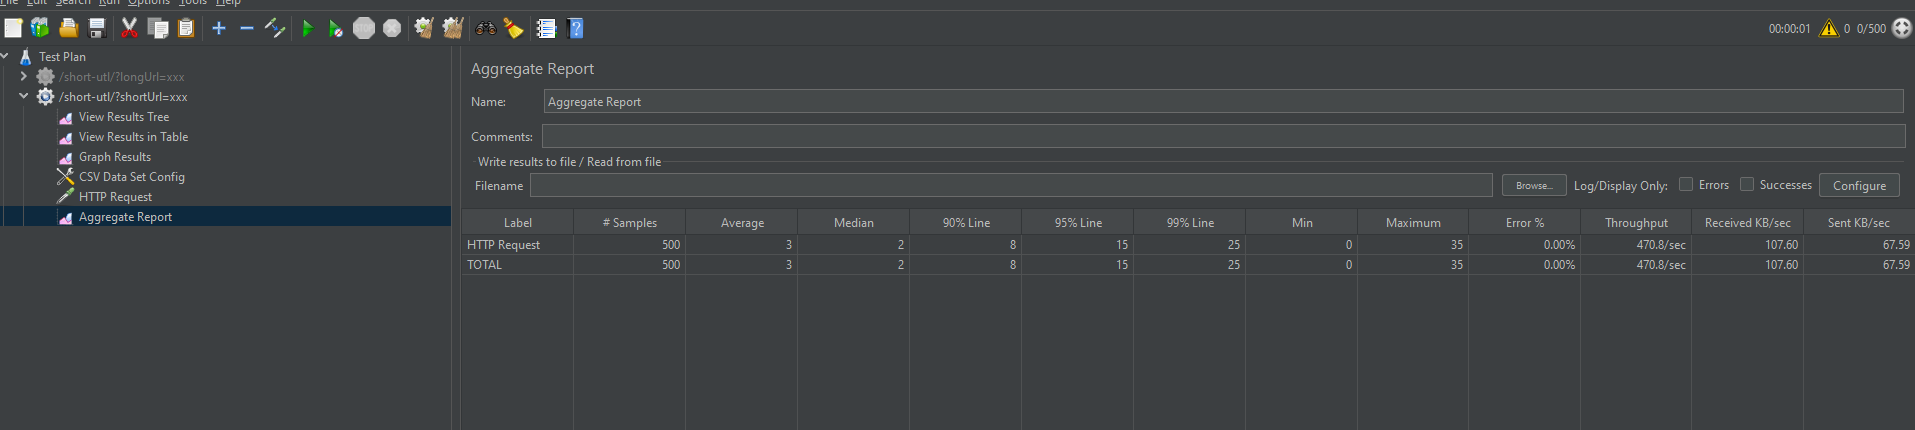 File Edit Search Run Options Tools Help
00:00:01 0 0/500
Test Plan
/short-utl/?longUrl=xxx
/short-utl/?shortUrl=xxx
View Results Tree
View Results in Table
Graph Results
CSV Data Set Config
HTTP Request
Aggregate Report
Aggregate Report
Name: Aggregate Report
Comments:
Write results to file / Read from file
Filename Browse... Log/Display Only: Errors Successes Configure
Label # Samples Average Median 90% Line 95% Line 99% Line Min Maximum Error % Throughput Received KB/sec Sent KB/sec
HTTP Request 500 3 2 8 15 25 0 35 0.00% 470.8/sec 107.60 67.59
TOTAL 500 3 2 8 15 25 0 35 0.00% 470.8/sec 107.60 67.59